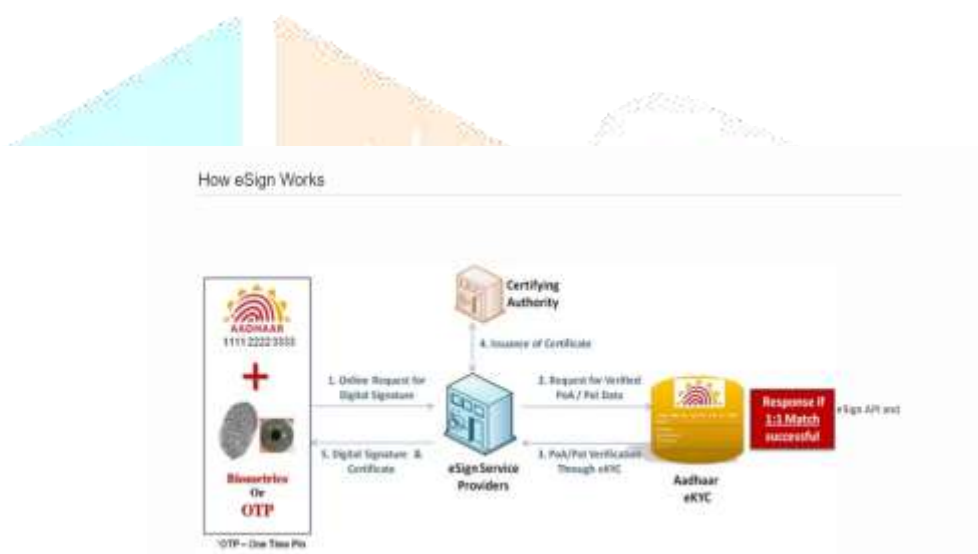 How eSign Works
Certifying
Authority
AADHAAR
1111 2222 3333
4. Issuance of Certificate
+
1. Online Request for
Digital Signature
2. Request for Verified
PoA / PoI Data
Response if
1:1 Match
successful
eSign API and
5. Digital Signature &
Certificate
3. PoA/PoI Verification
Through eKYC
Biometrics
Or
OTP
eSign Service
Providers
Aadhaar
eKYC
*OTP – One Time Pin